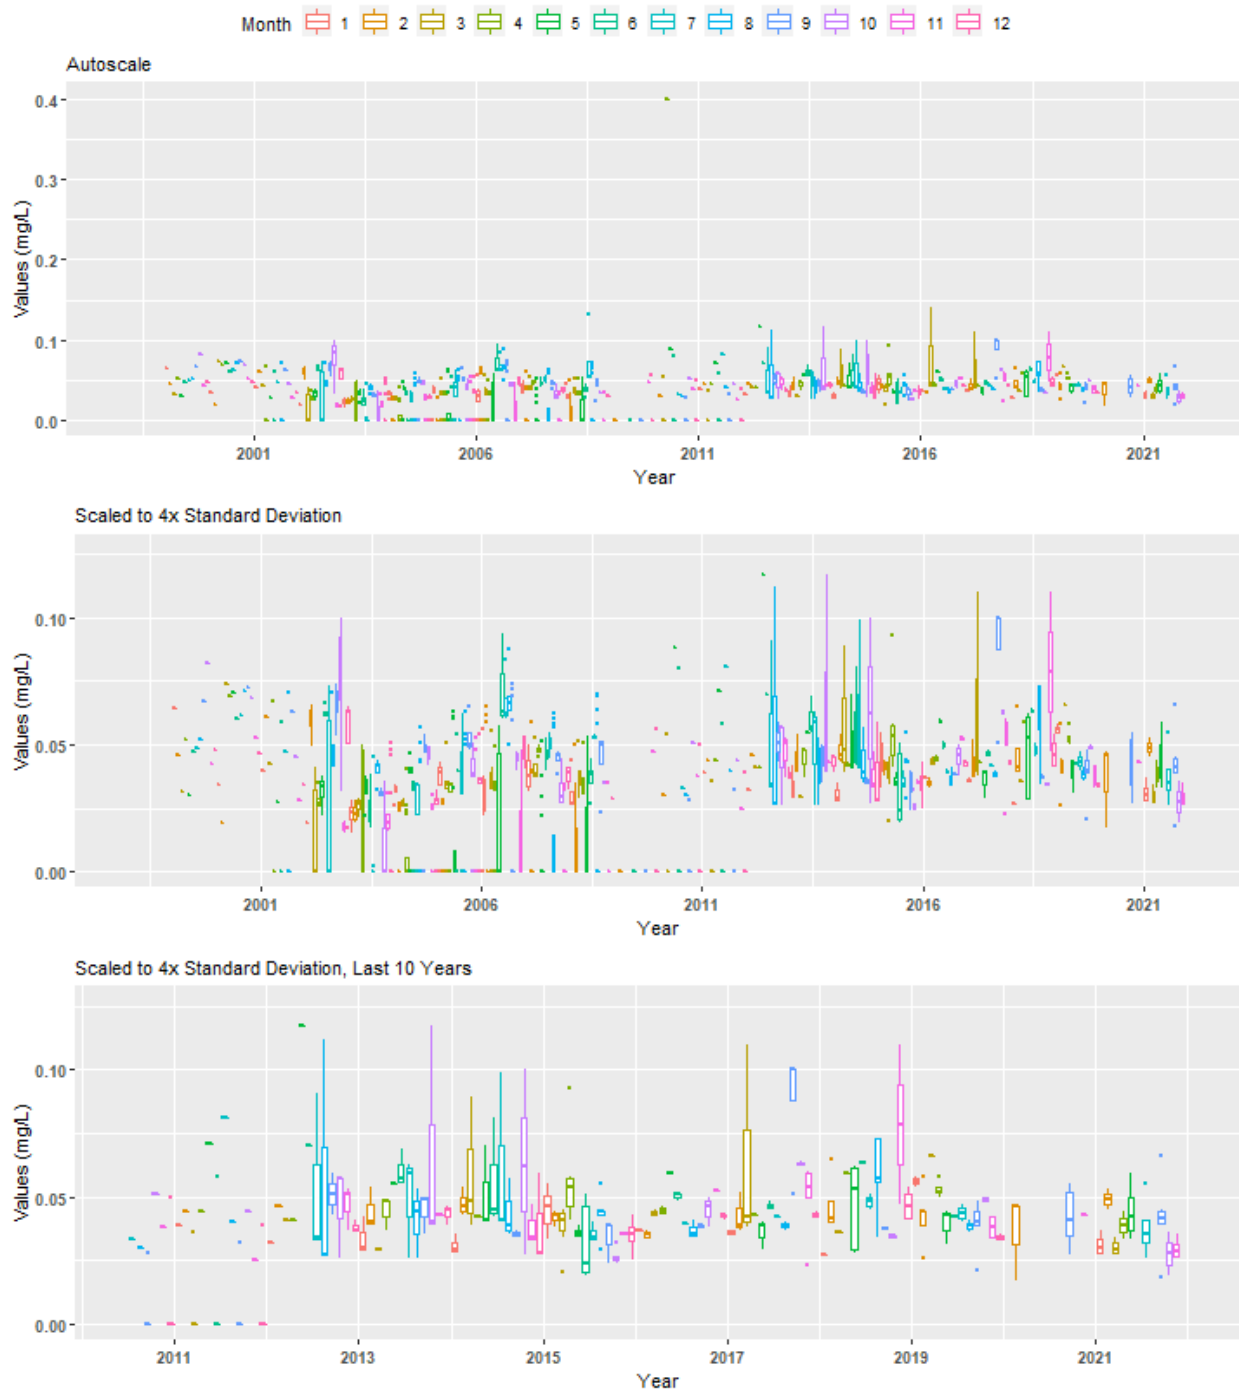 Month 1 2 3 4 5 6 7 8 9 10 11 12
Autoscale
0.4
0.3
0.2
0.1
0.0
Values (mg/L)
2001 2006 2011 2016 2021
Year
Scaled to 4x Standard Deviation
0.10
0.05
0.00
Values (mg/L)
2001 2006 2011 2016 2021
Year
Scaled to 4x Standard Deviation, Last 10 Years
0.10
0.05
0.00
Values (mg/L)
2011 2013 2015 2017 2019 2021
Year